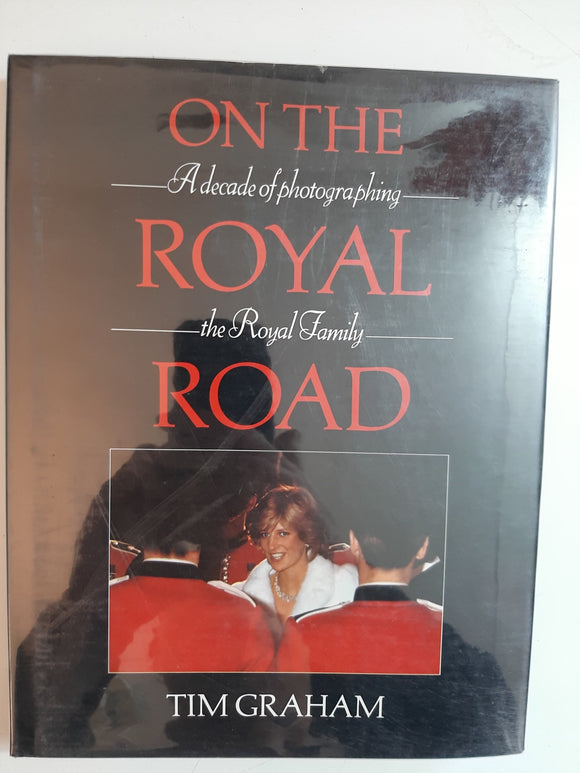 ON THE
A decade of photographing
ROYAL
the Royal Family
ROAD
TIM GRAHAM